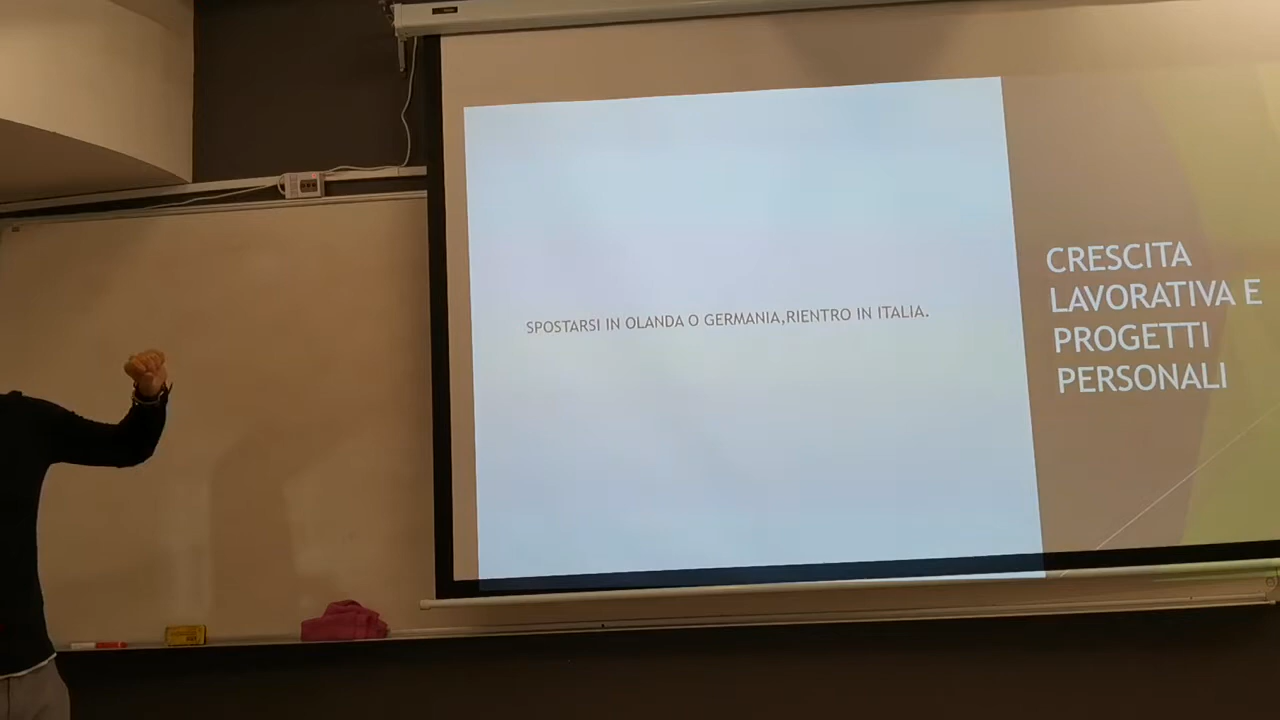 SPOSTARSI IN OLANDA O GERMANIA,RIENTRO IN ITALIA.
CRESCITA
LAVORATIVA E
PROGETTI
PERSONALI